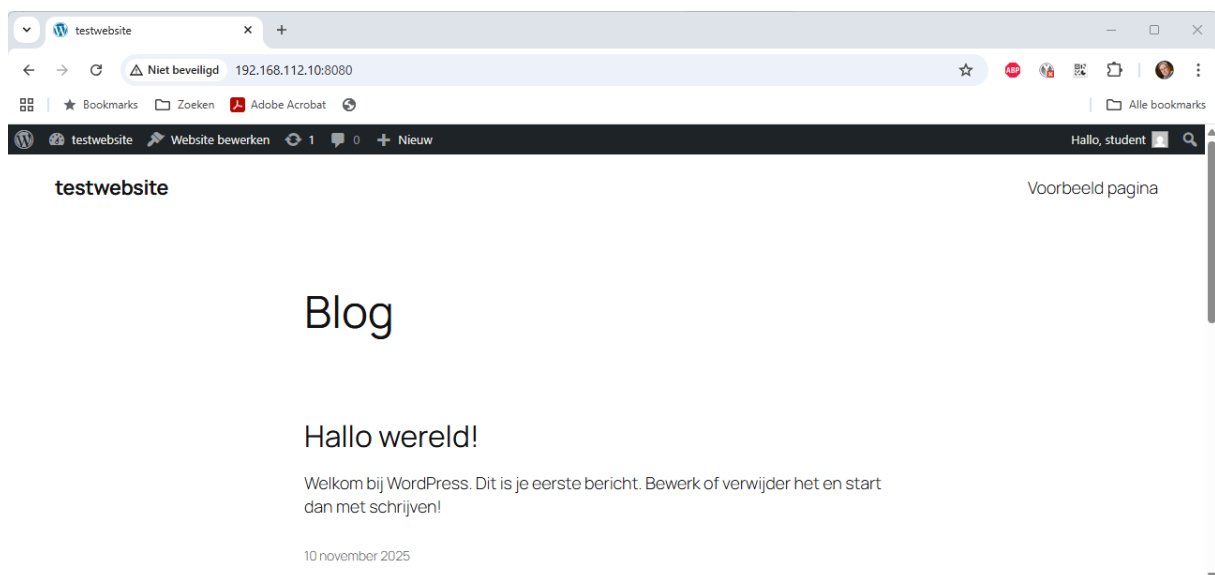 testwebsite
Niet beveiligd 192.168.112.10:8080
ABP
Bookmarks Zoeken Adobe Acrobat Alle bookmarks
testwebsite Website bewerken 1 0 Nieuw Hallo, student
testwebsite Voorbeeld pagina
Blog
Hallo wereld!
Welkom bij WordPress. Dit is je eerste bericht. Bewerk of verwijder het en start
dan met schrijven!
10 november 2025